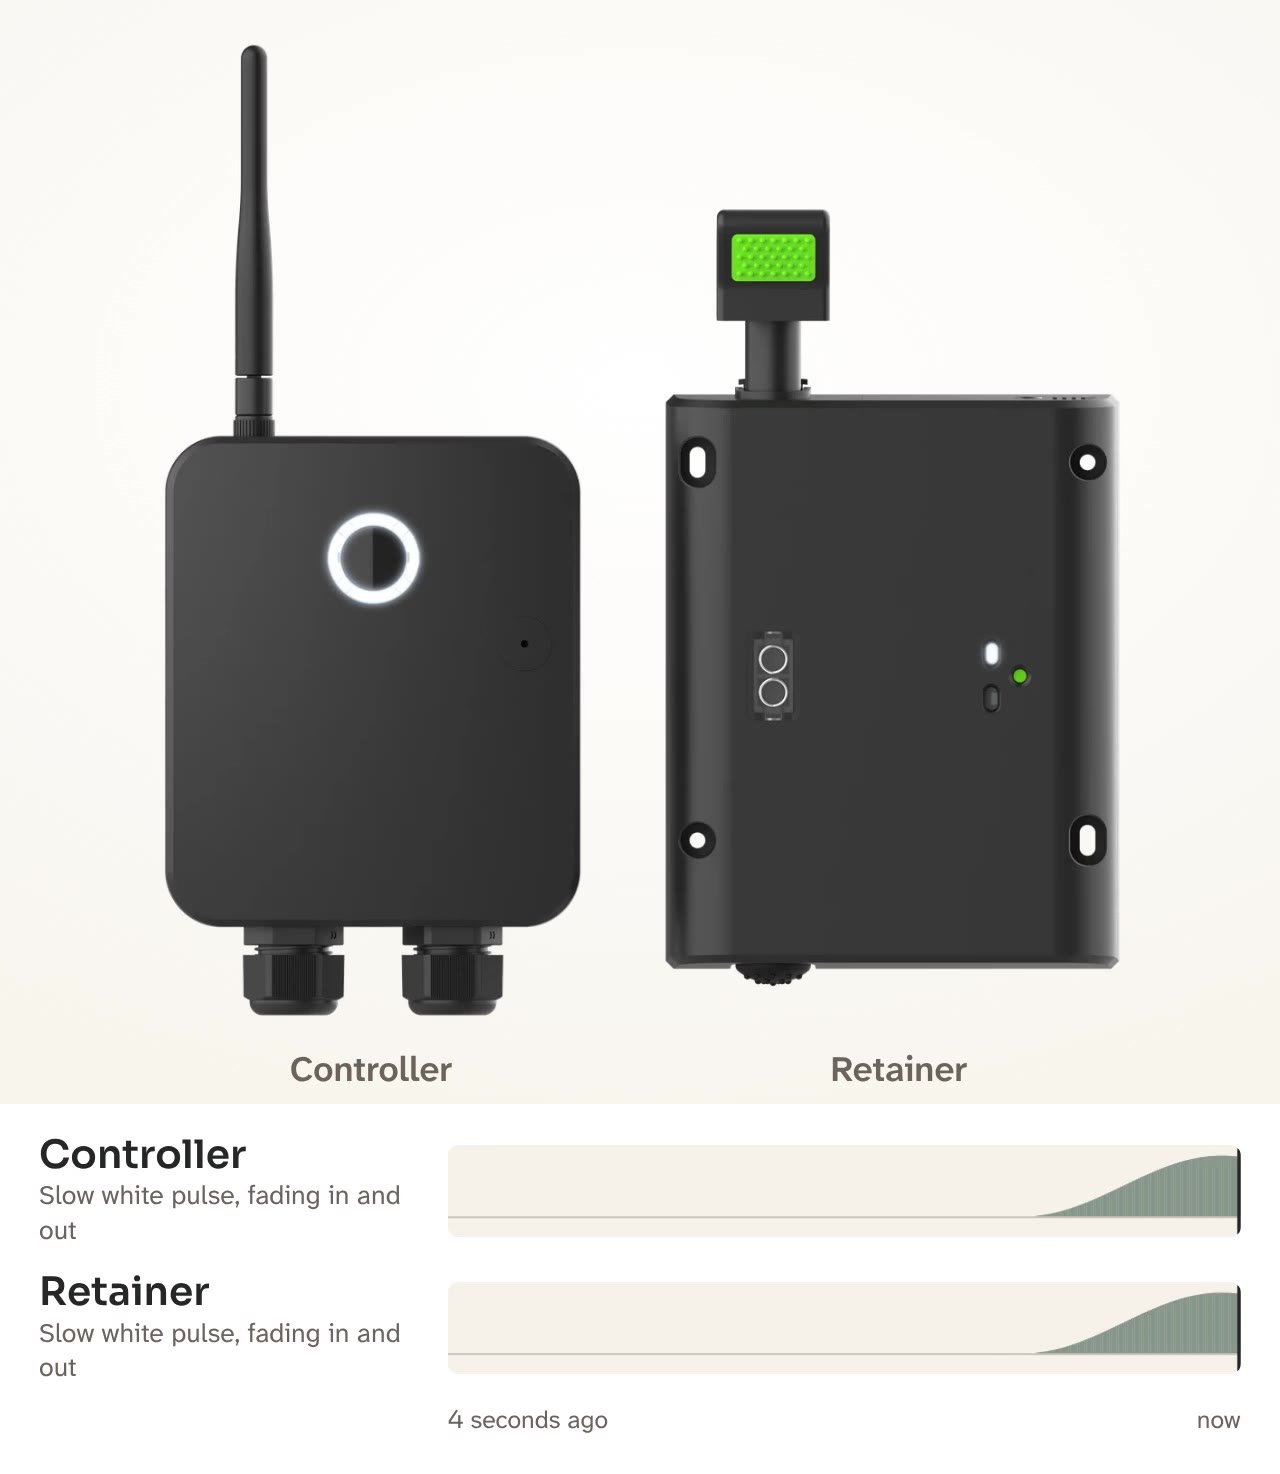 Controller
Retainer
Controller
Slow white pulse, fading in and
out
Retainer
Slow white pulse, fading in and
out
4 seconds ago
now